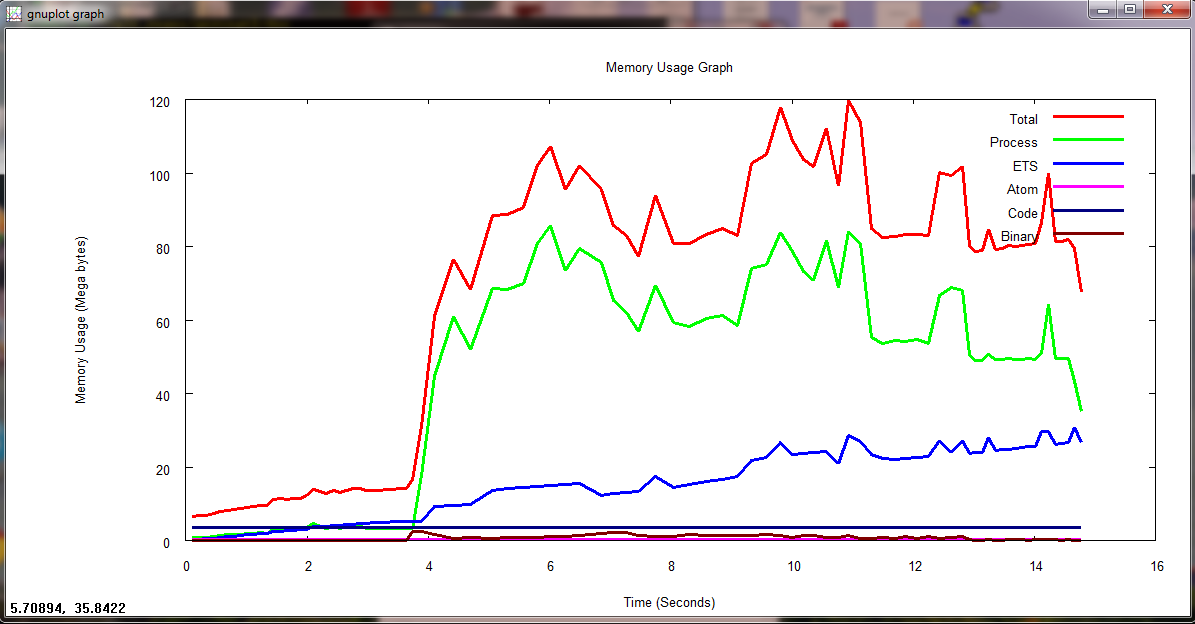 gnuplot graph
Memory Usage Graph
120
100
80
60
40
20
0
Memory Usage (Mega bytes)
Total
Process
ETS
Atom
Code
Binary
0 2 4 6 8 10 12 14 16
Time (Seconds)
5.70894, 35.8422